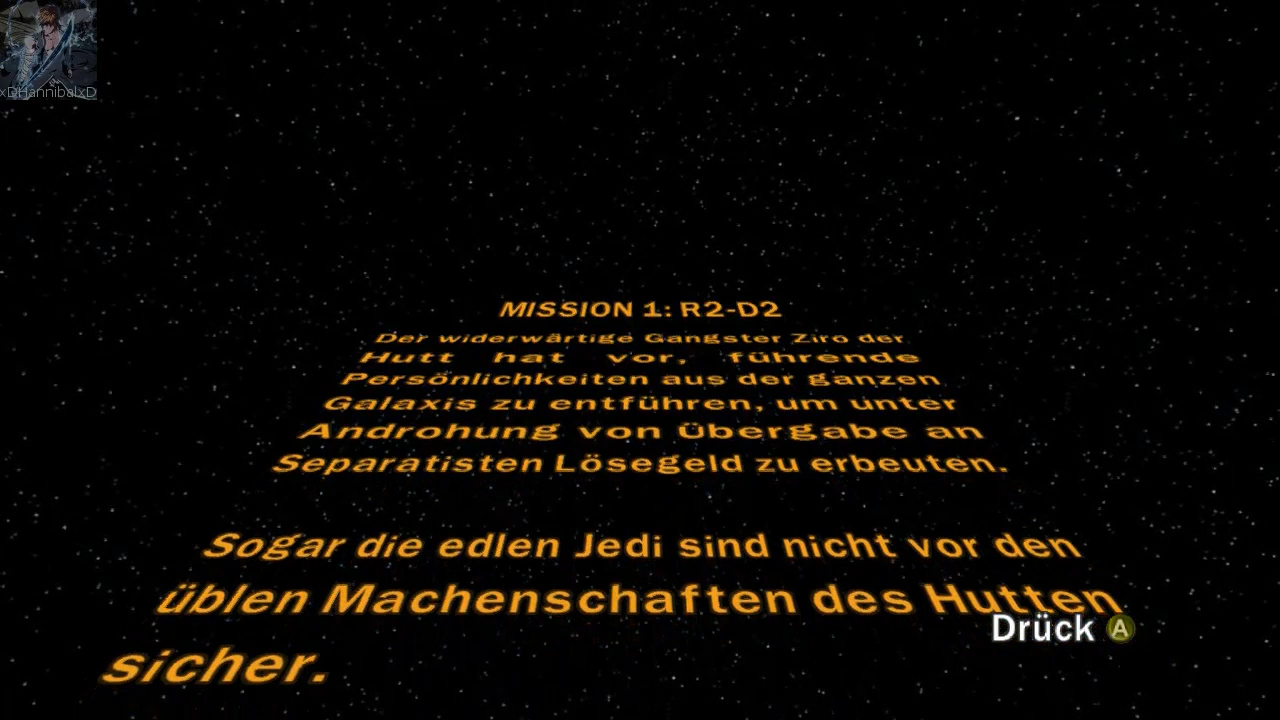 xDHannibalxD
MISSION 1: R2-D2
Der widerwärtige Gangster Ziro der
Hutt hat vor, führende
Persönlichkeiten aus der ganzen
Galaxis zu entführen, um unter
Androhung von Übergabe an
Separatisten Lösegeld zu erbeuten.
Sogar die edlen Jedi sind nicht vor den
üblen Machenschaften des Hutten
Drück A
sicher.